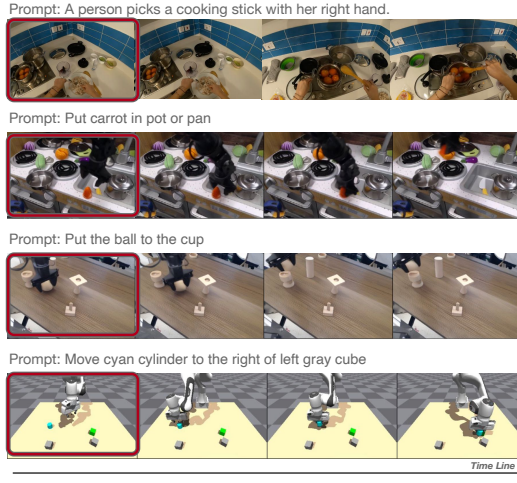 Prompt: A person picks a cooking stick with her right hand.
Prompt: Put carrot in pot or pan
Prompt: Put the ball to the cup
Prompt: Move cyan cylinder to the right of left gray cube
Time Line